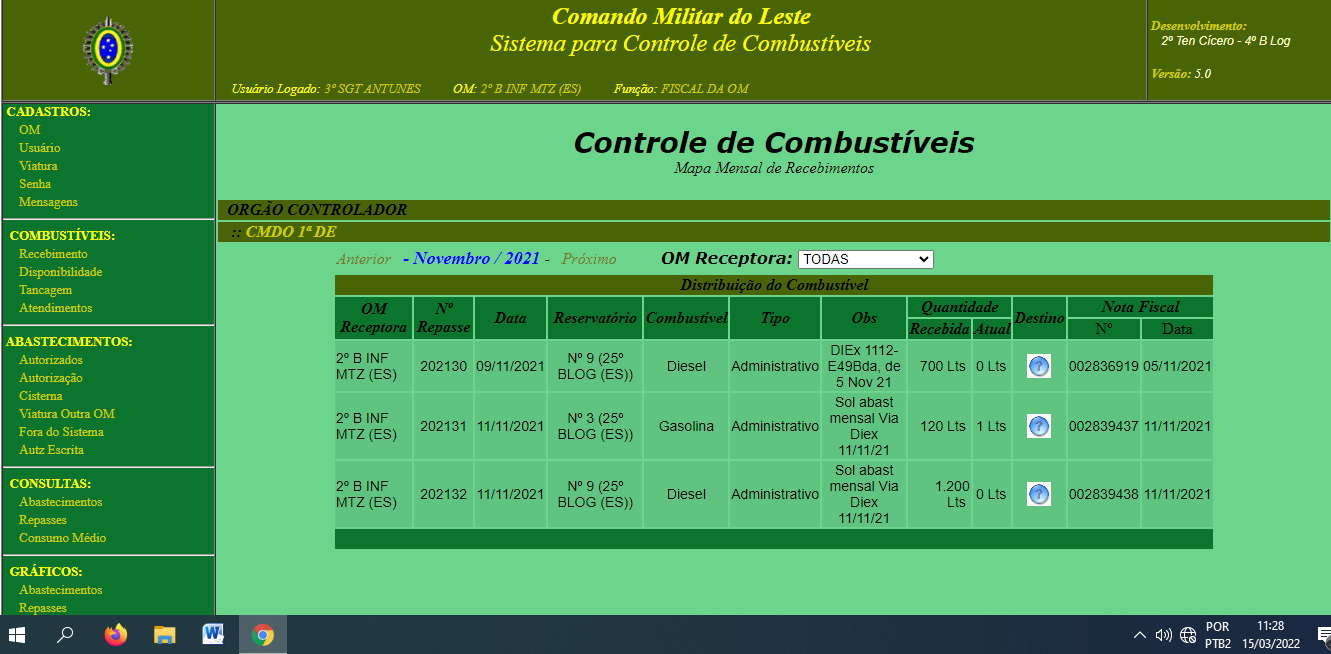 Comando Militar do Leste
Sistema para Controle de Combustíveis
Usuário Logado: 3º SGT ANTUNES OM: 2º B INF MTZ (ES) Função: FISCAL DA OM
Desenvolvimento:
2º Ten Cícero - 4º B Log
Versão: 5.0
CADASTROS:
OM
Usuário
Viatura
Senha
Mensagens
COMBUSTÍVEIS:
Recebimento
Disponibilidade
Tancagem
Atendimentos
ABASTECIMENTOS:
Autorizados
Autorização
Cisterna
Viatura Outra OM
Fora do Sistema
Autz Escrita
CONSULTAS:
Abastecimentos
Repasses
Consumo Médio
GRÁFICOS:
Abastecimentos
Repasses
Controle de Combustíveis
Mapa Mensal de Recebimentos
ORGÃO CONTROLADOR
:: CMDO 1ª DE
Anterior - Novembro / 2021 - Próximo OM Receptora: TODAS
Distribuição do Combustível
OM Receptora Nº Repasse Data Reservatório Combustível Tipo Obs Quantidade Destino Nota Fiscal
Recebida Atual Nº Data
2º B INF
MTZ (ES)
202130 09/11/2021
Nº 9 (25º
BLOG (ES))
Diesel Administrativo
DIEx 1112-
E49Bda, de
5 Nov 21
700 Lts 0 Lts ? 002836919 05/11/2021
2º B INF
MTZ (ES)
202131 11/11/2021
Nº 3 (25º
BLOG (ES))
Gasolina Administrativo
Sol abast
mensal Via
Diex
11/11/21
120 Lts 1 Lts ? 002839437 11/11/2021
2º B INF
MTZ (ES)
202132 11/11/2021
Nº 9 (25º
BLOG (ES))
Diesel Administrativo
Sol abast
mensal Via
Diex
11/11/21
1.200
Lts
0 Lts ? 002839438 11/11/2021
POR
PTB2
11:28
15/03/2022